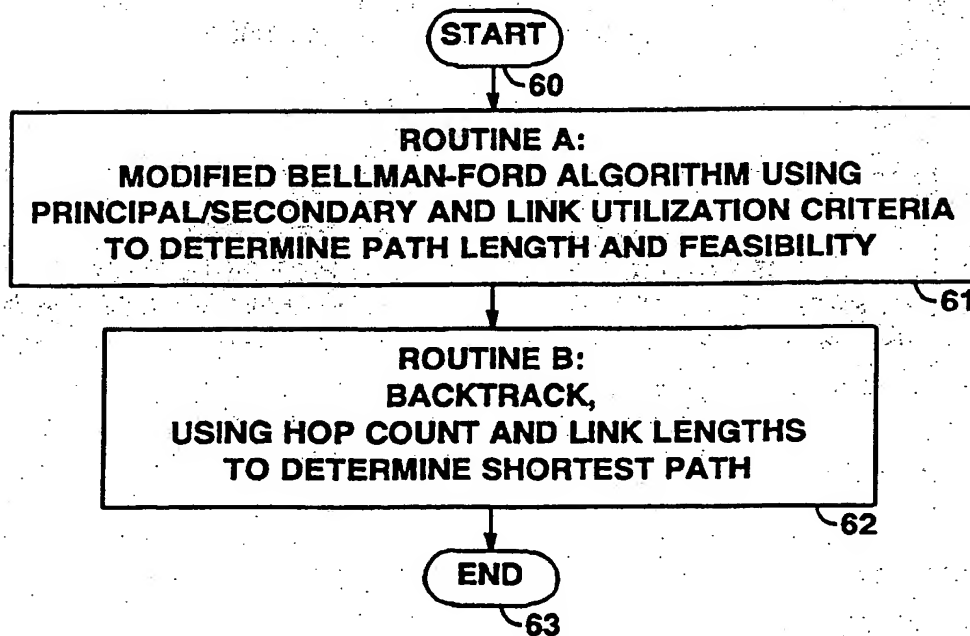 START
60
ROUTINE A:
MODIFIED BELLMAN-FORD ALGORITHM USING
PRINCIPAL/SECONDARY AND LINK UTILIZATION CRITERIA
TO DETERMINE PATH LENGTH AND FEASIBILITY
61
ROUTINE B:
BACKTRACK,
USING HOP COUNT AND LINK LENGTHS
TO DETERMINE SHORTEST PATH
62
END
63